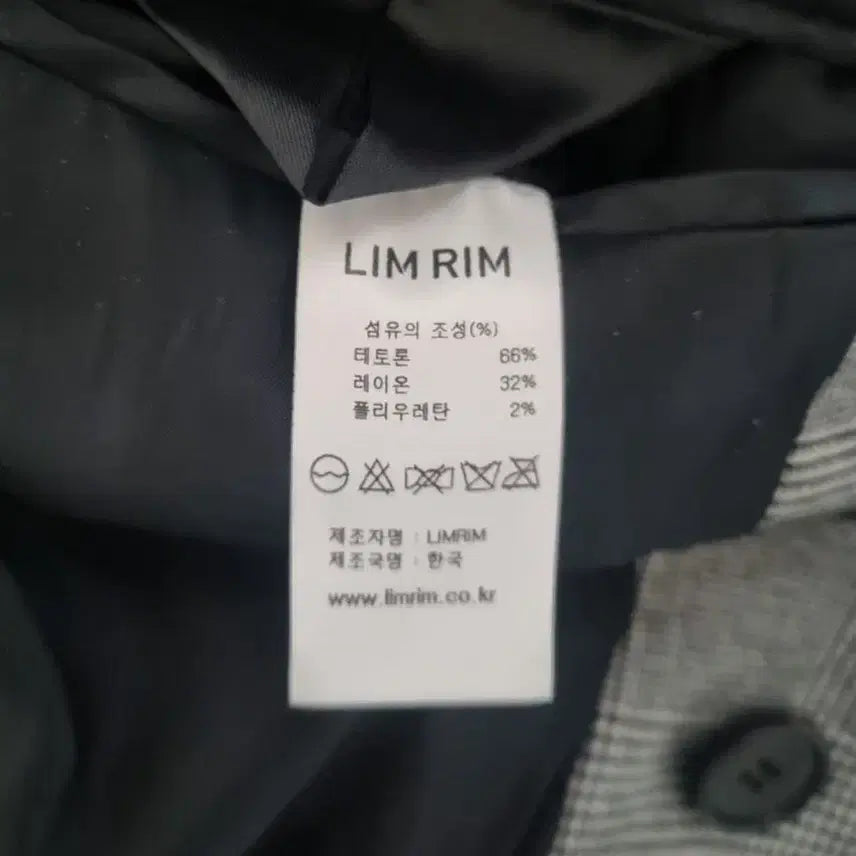 LIM RIM
섬유의 조성(%)
테토론 66%
레이온 32%
폴리우레탄 2%
제조자명 : LIMRIM
제조국명 : 한국
www.limrim.co.kr